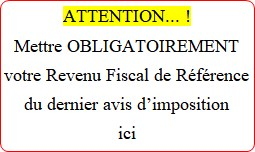 ATTENTION... !
Mettre OBLIGATOIREMENT
votre Revenu Fiscal de Référence
du dernier avis d’imposition
ici